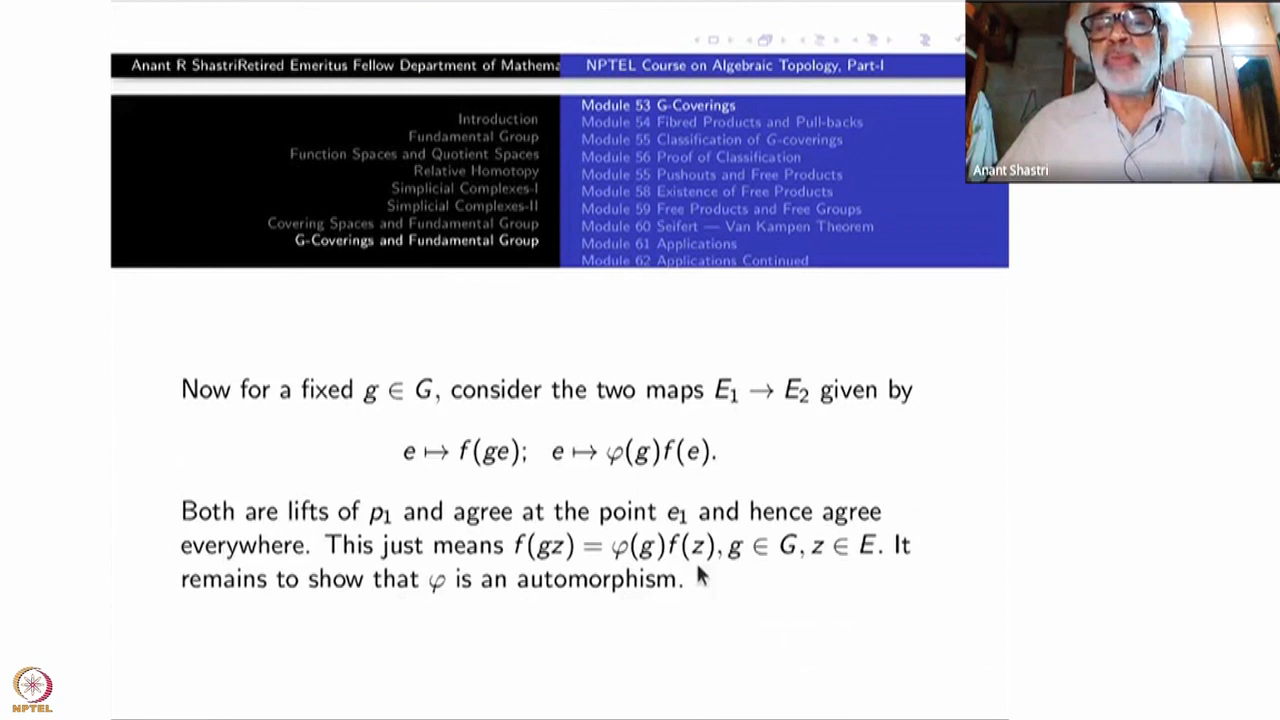 Anant R ShastriRetired Emeritus Fellow Department of Mathema
NPTEL Course on Algebraic Topology, Part-I
Introduction
Fundamental Group
Function Spaces and Quotient Spaces
Relative Homotopy
Simplicial Complexes-I
Simplicial Complexes-II
Covering Spaces and Fundamental Group
G-Coverings and Fundamental Group
Module 53 G-Coverings
Module 54 Fibred Products and Pull-backs
Module 55 Classification of G-coverings
Module 56 Proof of Classification
Module 55 Pushouts and Free Products
Module 58 Existence of Free Products
Module 59 Free Products and Free Groups
Module 60 Seifert — Van Kampen Theorem
Module 61 Applications
Module 62 Applications Continued
Anant Shastri
Now for a fixed g ∈ G, consider the two maps E₁ → E₂ given by
e ↦ f(ge); e ↦ φ(g)f(e).
Both are lifts of p₁ and agree at the point e₁ and hence agree
everywhere. This just means f(gz) = φ(g)f(z), g ∈ G, z ∈ E. It
remains to show that φ is an automorphism.
NPTEL